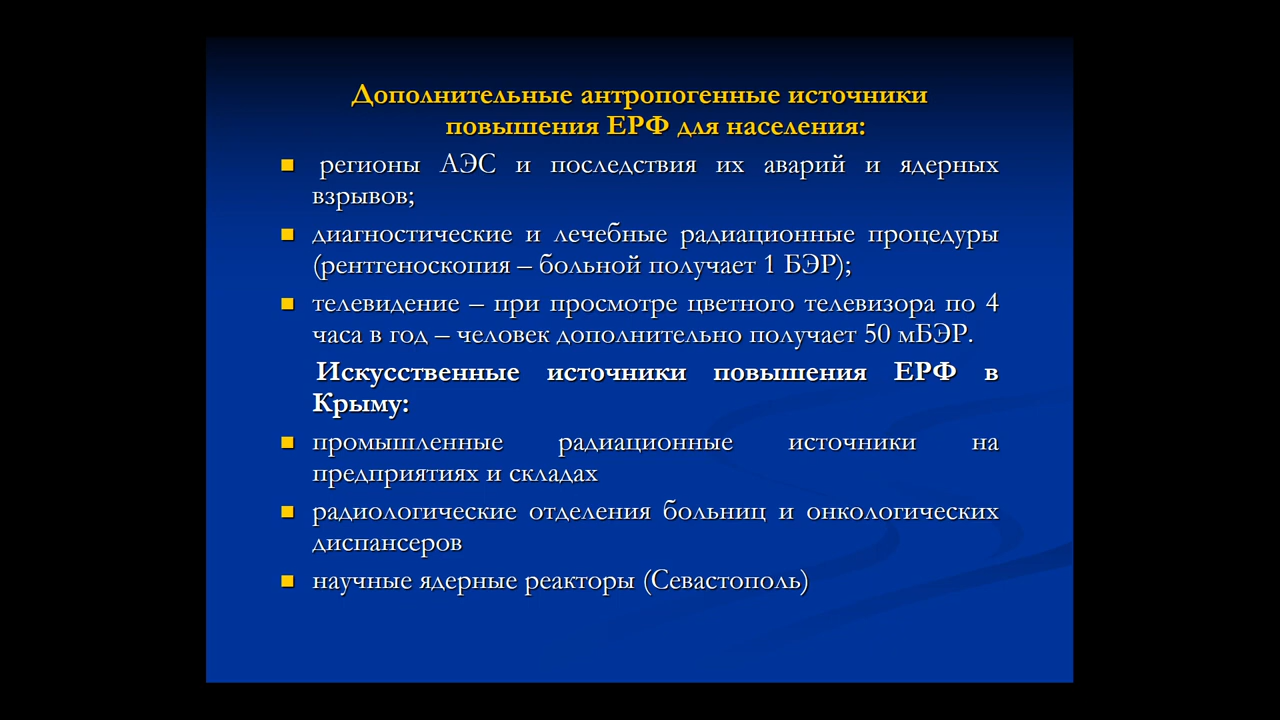 Дополнительные антропогенные источники
повышения ЕРФ для населения:
регионы АЭС и последствия их аварий и ядерных
взрывов;
диагностические и лечебные радиационные процедуры
(рентгеноскопия – больной получает 1 БЭР);
телевидение – при просмотре цветного телевизора по 4
часа в год – человек дополнительно получает 50 мБЭР.
Искусственные источники повышения ЕРФ в
Крыму:
промышленные радиационные источники на
предприятиях и складах
радиологические отделения больниц и онкологических
диспансеров
научные ядерные реакторы (Севастополь)